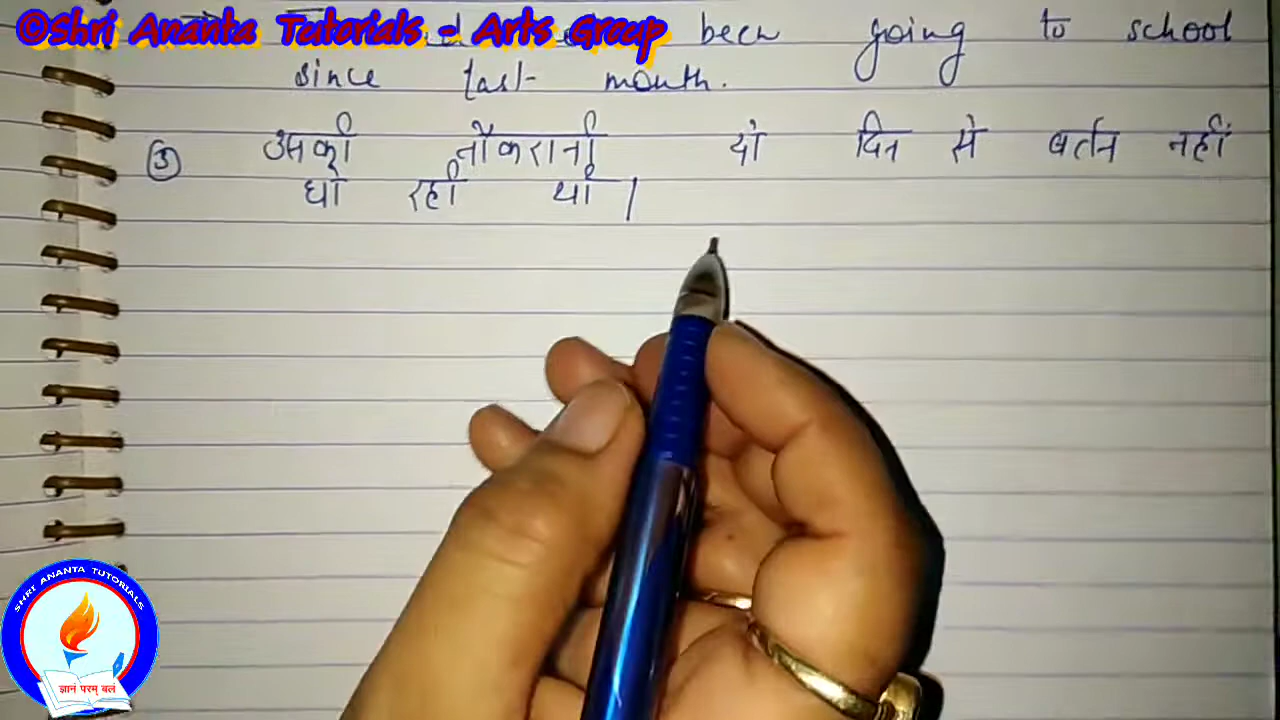 ©Shri Ananta Tutorials - Arts Group
been going to school
since last month.
③ उसकी नौकरानी दो दिन से बर्तन नहीं
धो रही थी |
SHRI ANANTA TUTORIALS
ज्ञानं परम् बलं